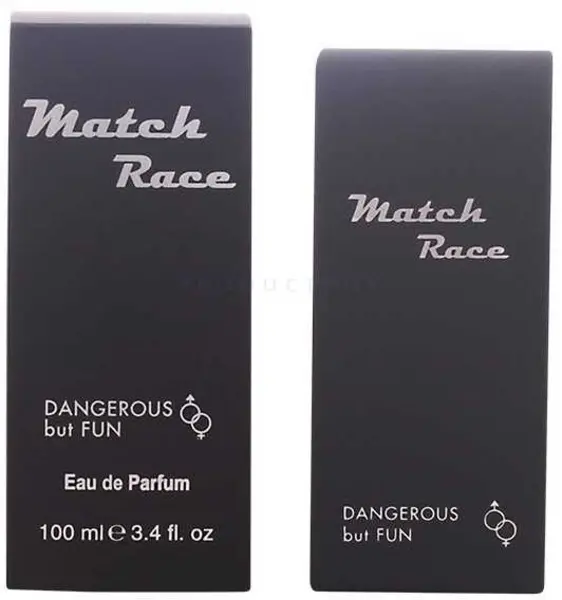 Match
Race
DANGEROUS
but FUN
Eau de Parfum
100 ml e 3.4 fl. oz
Match
Race
DANGEROUS
but FUN